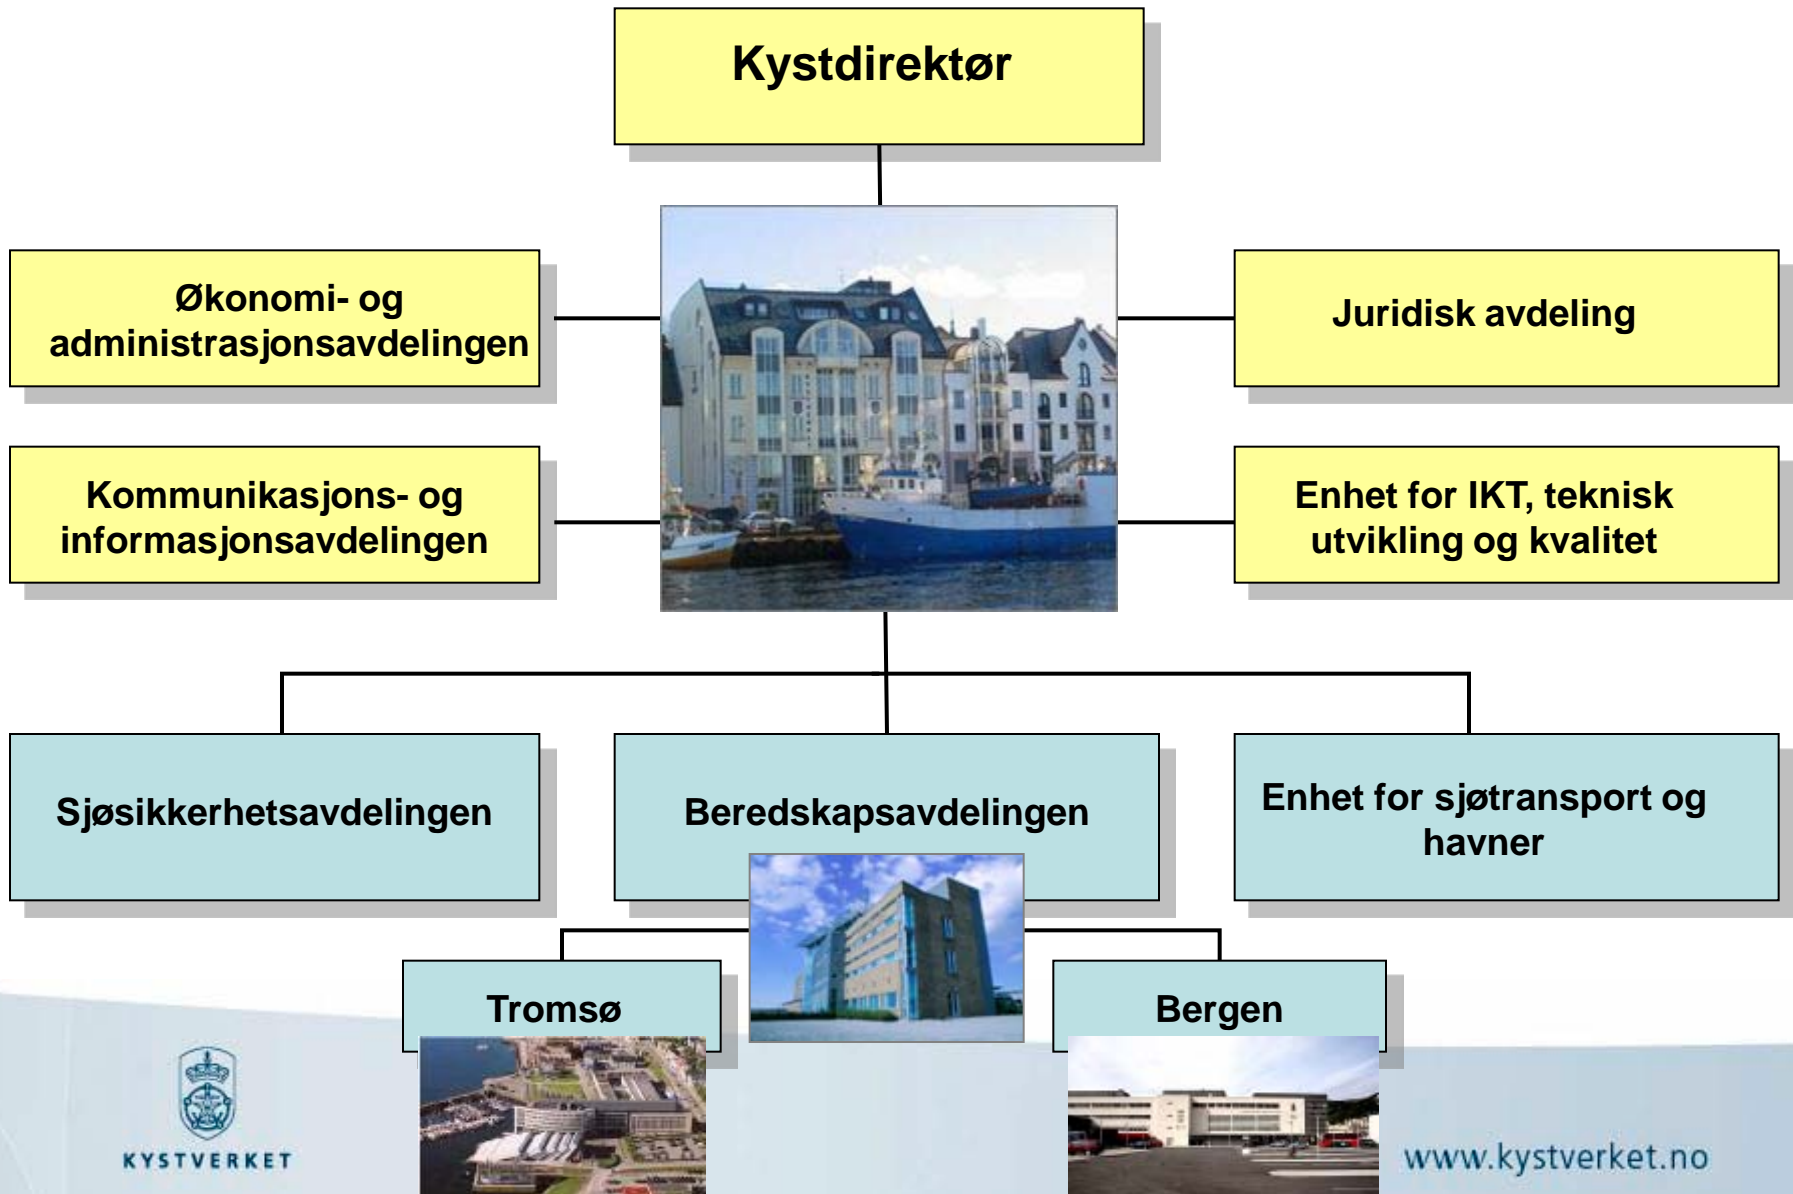 Kystdirektør
Økonomi- og
administrasjonsavdelingen
Juridisk avdeling
Kommunikasjons- og
informasjonsavdelingen
Enhet for IKT, teknisk
utvikling og kvalitet
Sjøsikkerhetsavdelingen
Beredskapsavdelingen
Enhet for sjøtransport og
havner
Tromsø
Bergen
KYSTVERKET
www.kystverket.no